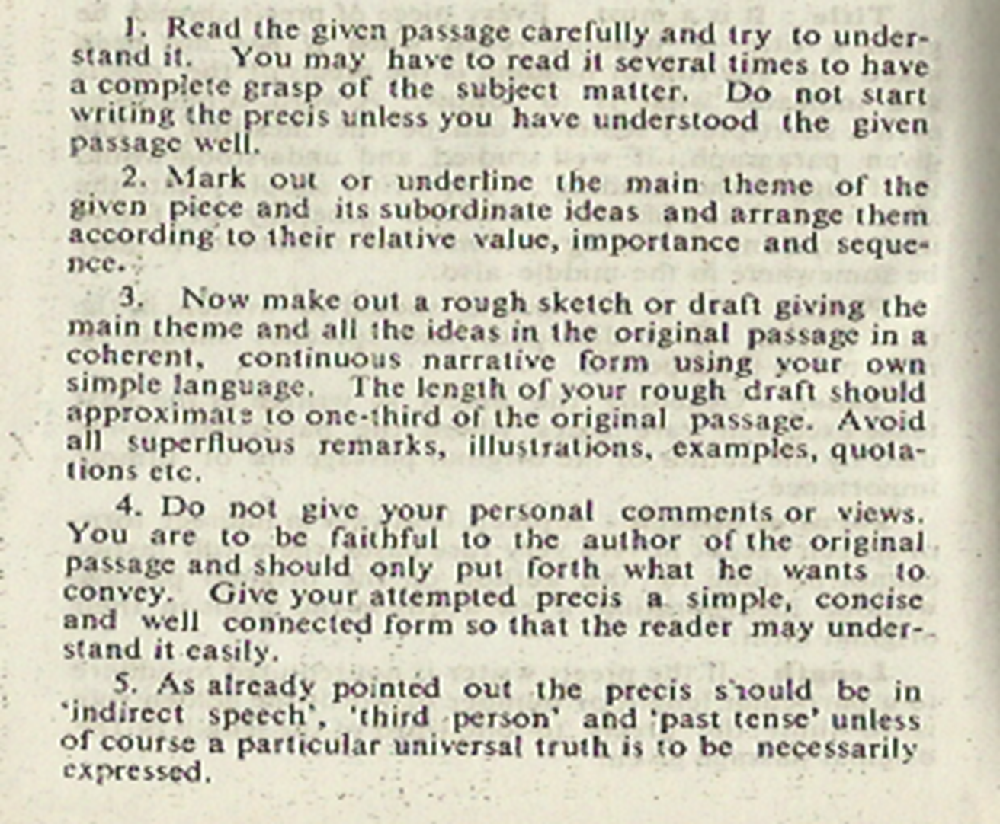 1. Read the given passage carefully and try to under-
stand it. You may have to read it several times to have
a complete grasp of the subject matter. Do not start
writing the precis unless you have understood the given
passage well.
2. Mark out or underline the main theme of the
given piece and its subordinate ideas and arrange them
according to their relative value, importance and seque-
nce.
3. Now make out a rough sketch or draft giving the
main theme and all the ideas in the original passage in a
coherent, continuous narrative form using your own
simple language. The length of your rough draft should
approximate to one-third of the original passage. Avoid
all superfluous remarks, illustrations, examples, quota-
tions etc.
4. Do not give your personal comments or views.
You are to be faithful to the author of the original
passage and should only put forth what he wants to
convey. Give your attempted precis a simple, concise
and well connected form so that the reader may under-
stand it easily.
5. As already pointed out the precis should be in
'indirect speech', 'third person' and 'past tense' unless
of course a particular universal truth is to be necessarily
expressed.